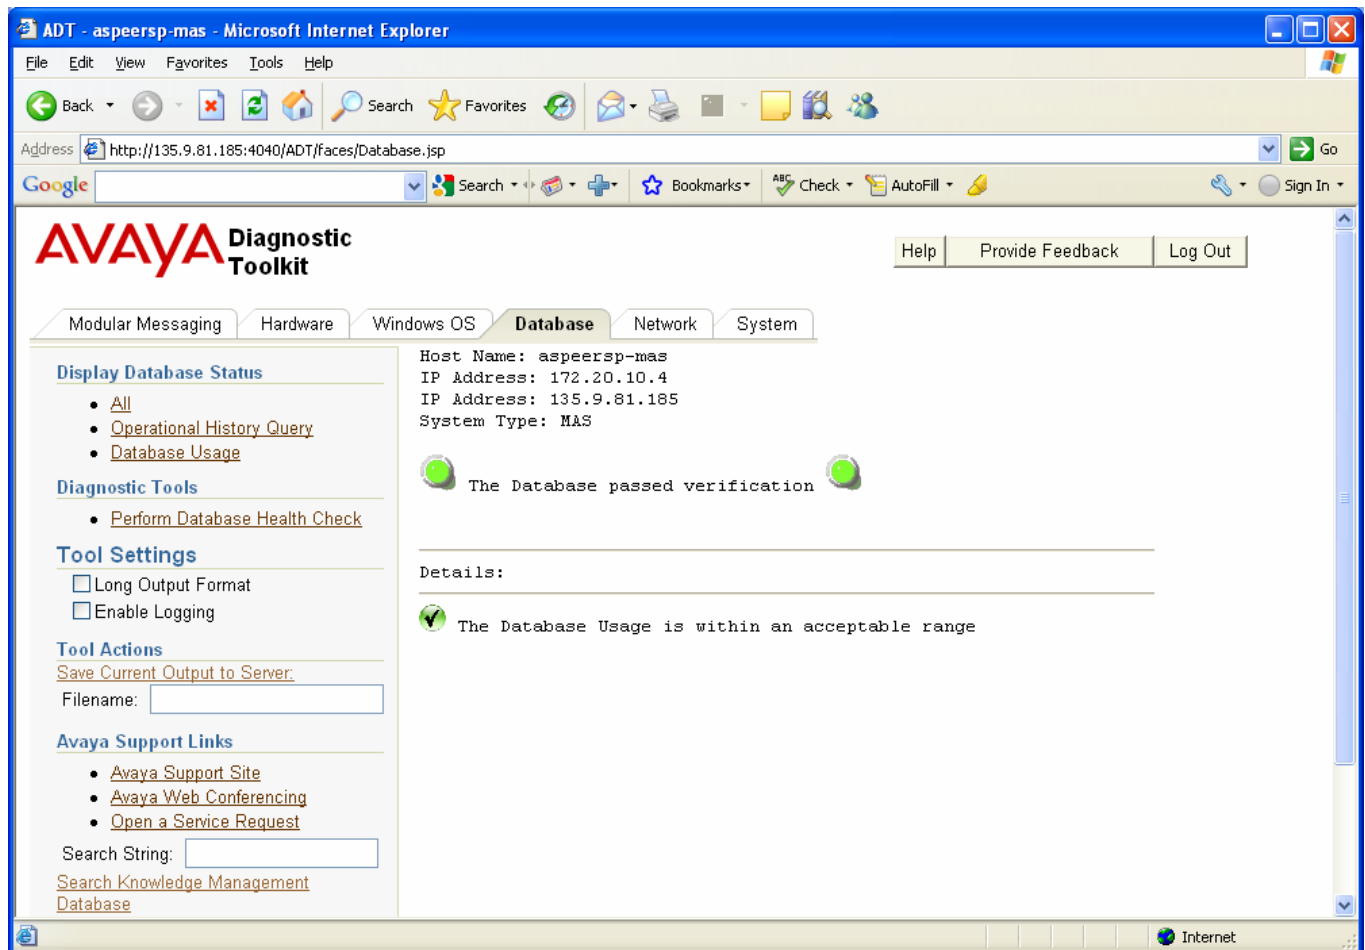 ADT - aspeersp-mas - Microsoft Internet Explorer
File Edit View Favorites Tools Help
Back Search Favorites
Address http://135.9.81.185:4040/ADT/faces/Database.jsp Go
Google Search Bookmarks ABC Check AutoFill Sign In
AVAYA Diagnostic Toolkit
Help Provide Feedback Log Out
Modular Messaging Hardware Windows OS Database Network System
Display Database Status
All
Operational History Query
Database Usage
Diagnostic Tools
Perform Database Health Check
Tool Settings
Long Output Format
Enable Logging
Tool Actions
Save Current Output to Server:
Filename:
Avaya Support Links
Avaya Support Site
Avaya Web Conferencing
Open a Service Request
Search String:
Search Knowledge Management
Database
Host Name: aspeersp-mas
IP Address: 172.20.10.4
IP Address: 135.9.81.185
System Type: MAS
The Database passed verification
Details:
The Database Usage is within an acceptable range
Internet